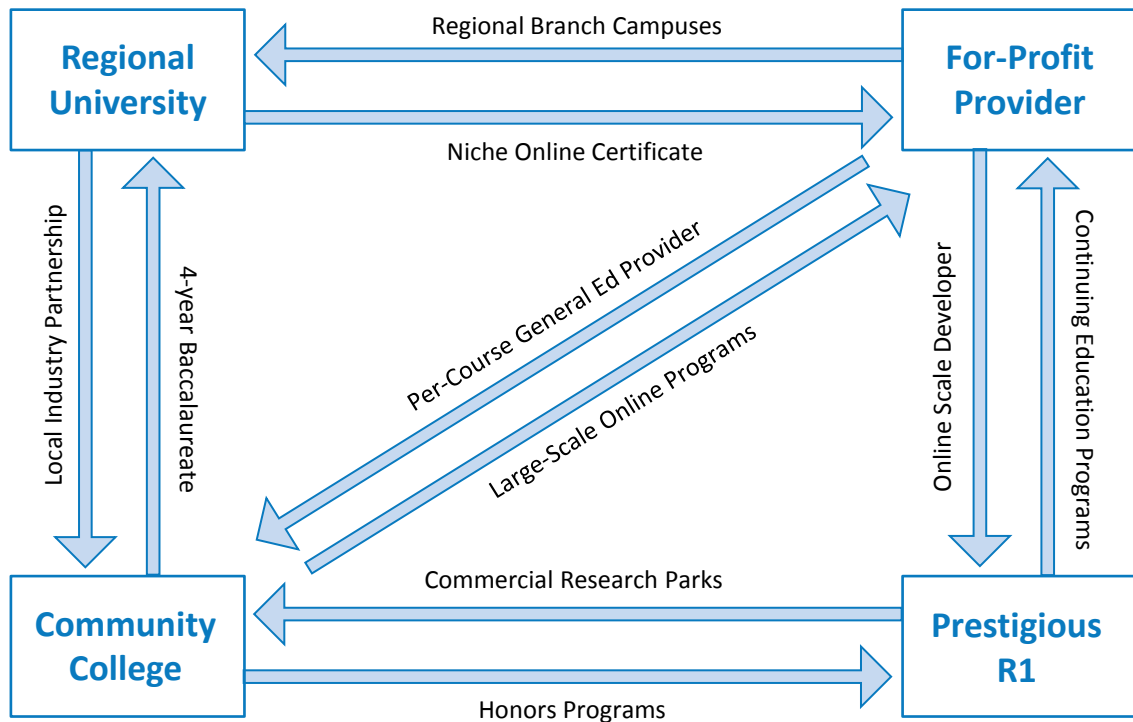 Regional Branch Campuses
Regional
University
For-Profit
Provider
Niche Online Certificate
Local Industry Partnership
4-year Baccalaureate
Per-Course General Ed Provider
Large-Scale Online Programs
Online Scale Developer
Continuing Education Programs
Commercial Research Parks
Community
College
Prestigious
R1
Honors Programs